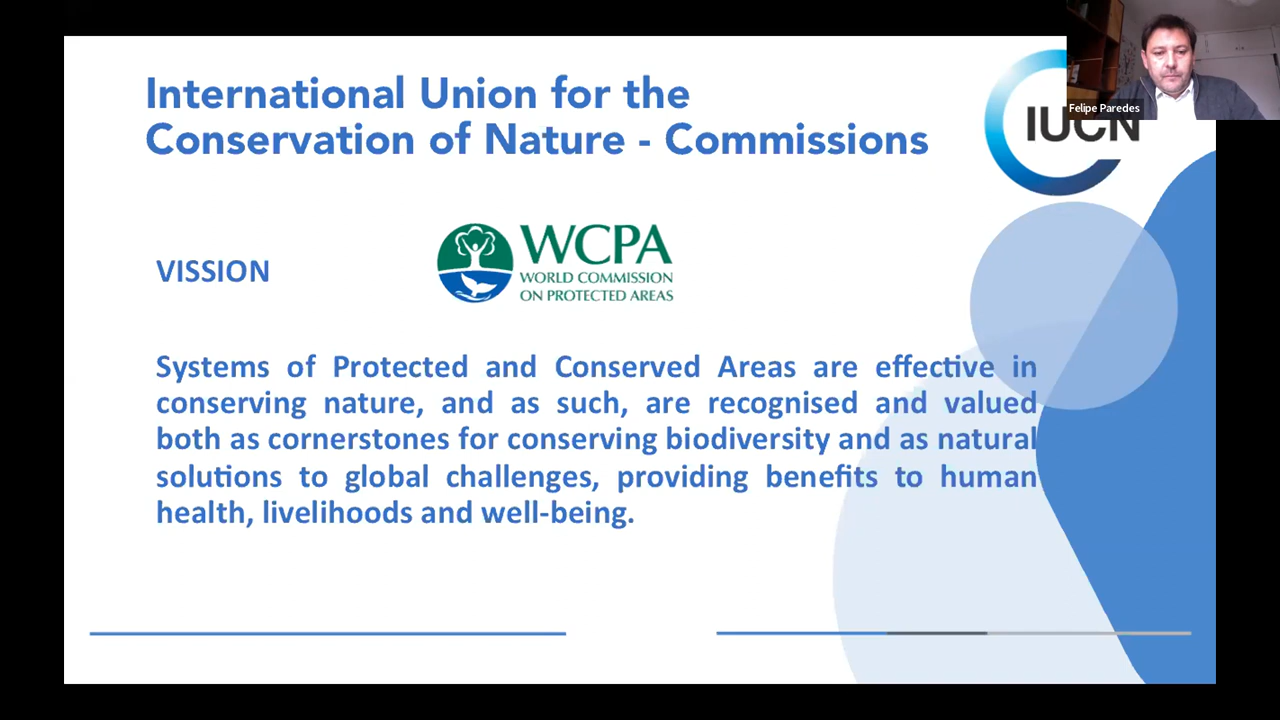 International Union for the
Conservation of Nature - Commissions
Felipe Paredes
IUCN
VISSION
WCPA
WORLD COMMISSION
ON PROTECTED AREAS
Systems of Protected and Conserved Areas are effective in
conserving nature, and as such, are recognised and valued
both as cornerstones for conserving biodiversity and as natural
solutions to global challenges, providing benefits to human
health, livelihoods and well-being.